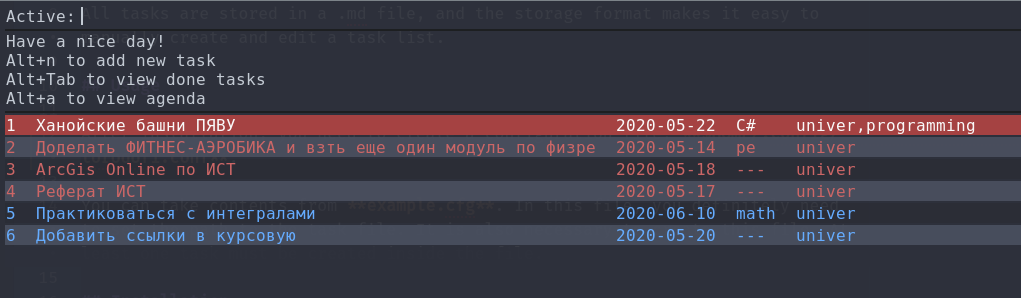 Active:
Have a nice day!
Alt+n to add new task
Alt+Tab to view done tasks
Alt+a to view agenda
1 Ханойские башни ПЯВУ 2020-05-22 C# univer,programming
2 Доделать ФИТНЕС-АЭРОБИКА и взть еще один модуль по физре 2020-05-14 pe univer
3 ArcGis Online по ИСТ 2020-05-18 --- univer
4 Реферат ИСТ 2020-05-17 --- univer
5 Практиковаться с интегралами 2020-06-10 math univer
6 Добавить ссылки в курсовую 2020-05-20 --- univer